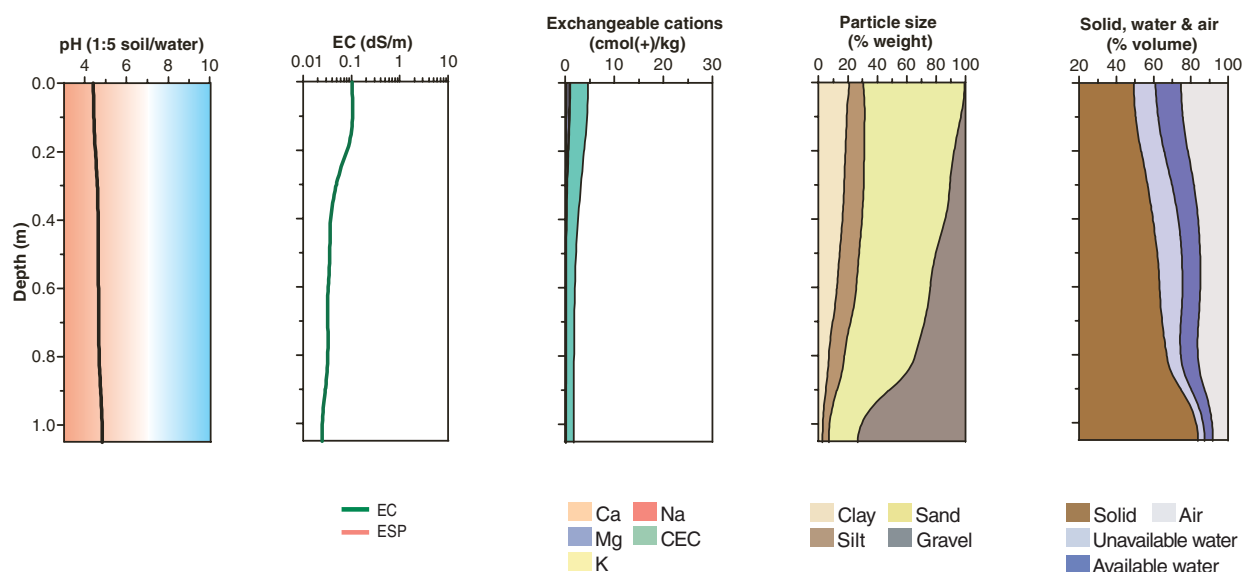 pH (1:5 soil/water)
4 6 8 10
EC (dS/m)
0.01 0.1 1 10
Exchangeable cations
(cmol(+)/kg)
0 10 20 30
Particle size
(% weight)
0 20 40 60 80 100
Solid, water & air
(% volume)
20 40 60 80 100
Depth (m)
0.0
0.2
0.4
0.6
0.8
1.0
EC
ESP
Ca Na
Mg CEC
K
Clay Sand
Silt Gravel
Solid Air
Unavailable water
Available water